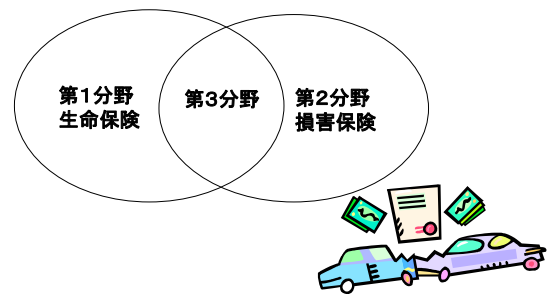 第1分野
生命保険
第3分野
第2分野
損害保険